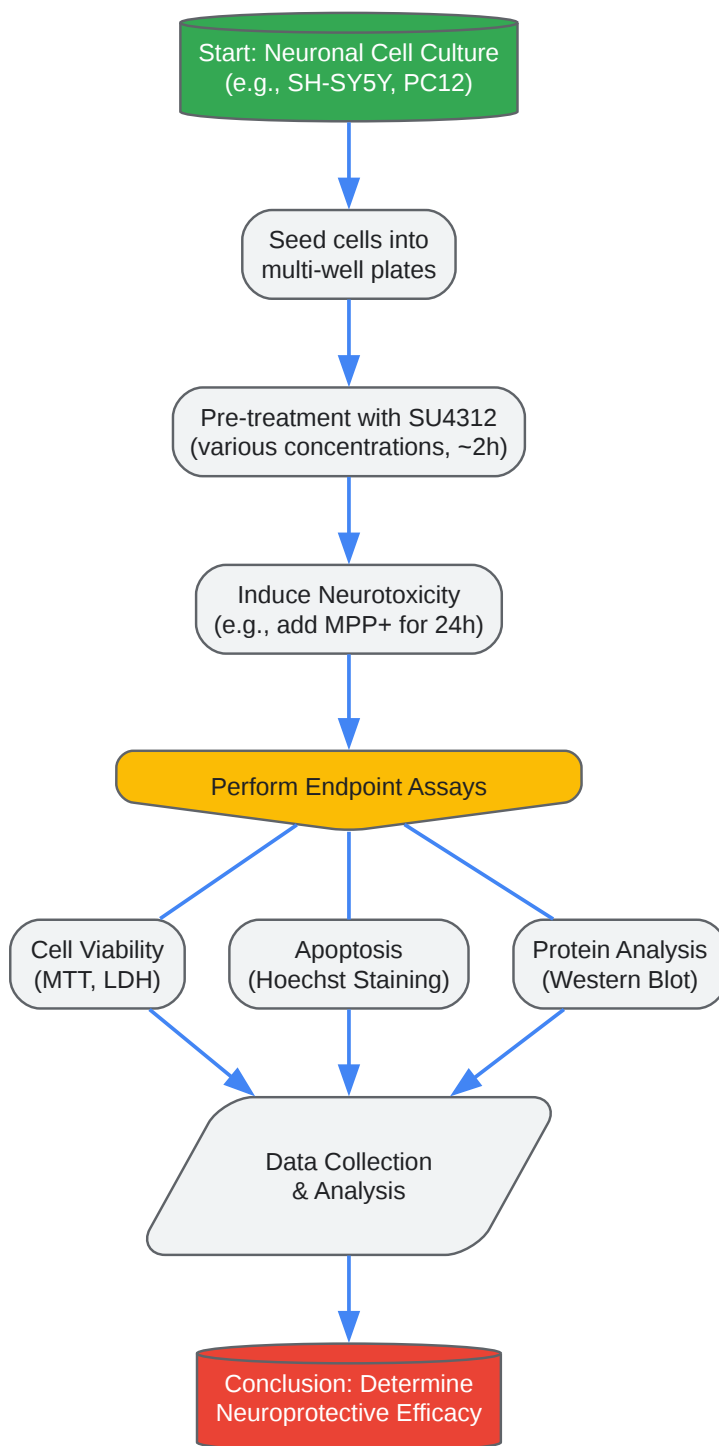 Start: Neuronal Cell Culture
(e.g., SH-SY5Y, PC12)
Seed cells into
multi-well plates
Pre-treatment with SU4312
(various concentrations, ~2h)
Induce Neurotoxicity
(e.g., add MPP+ for 24h)
Perform Endpoint Assays
Cell Viability
(MTT, LDH)
Apoptosis
(Hoechst Staining)
Protein Analysis
(Western Blot)
Data Collection
& Analysis
Conclusion: Determine
Neuroprotective Efficacy